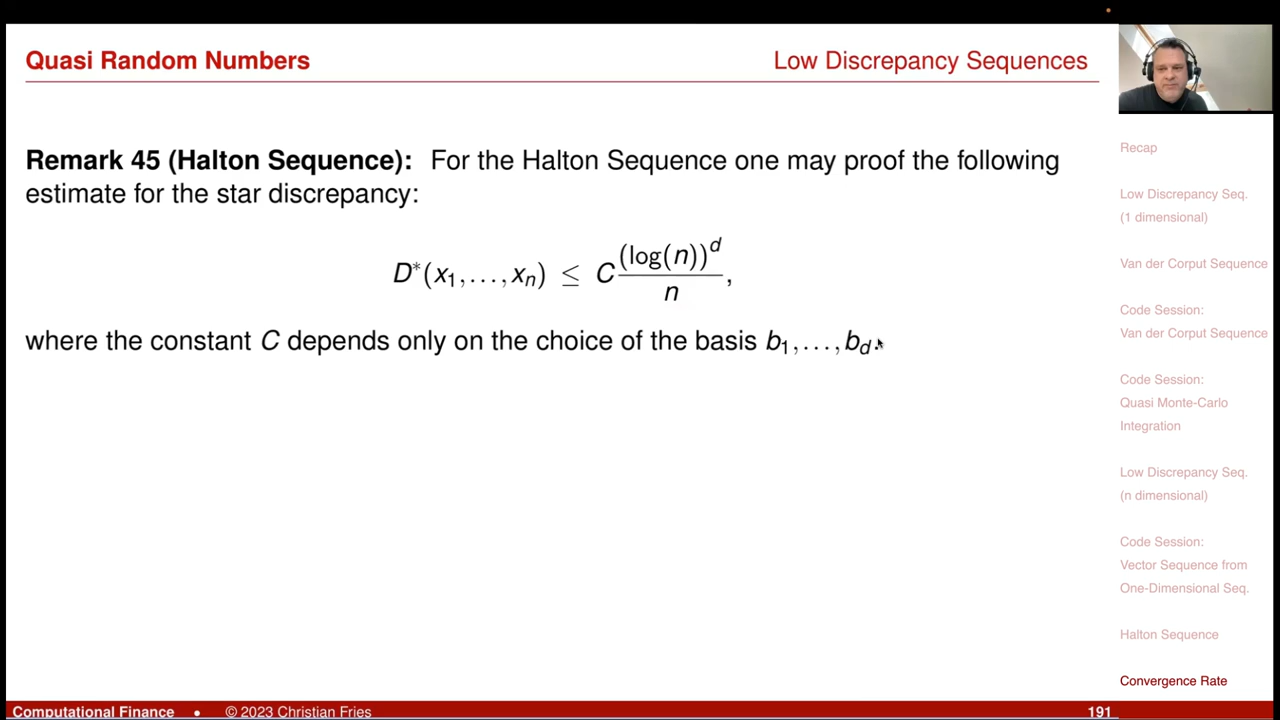 Quasi Random Numbers
Low Discrepancy Sequences
Remark 45 (Halton Sequence): For the Halton Sequence one may proof the following
estimate for the star discrepancy:
D*(x₁,...,xₙ) ≤ C (log(n))^d / n,
where the constant C depends only on the choice of the basis b₁,...,b_d.
Recap
Low Discrepancy Seq.
(1 dimensional)
Van der Corput Sequence
Code Session:
Van der Corput Sequence
Code Session:
Quasi Monte-Carlo
Integration
Low Discrepancy Seq.
(n dimensional)
Code Session:
Vector Sequence from
One-Dimensional Seq.
Halton Sequence
Convergence Rate
Computational Finance • © 2023 Christian Fries
191